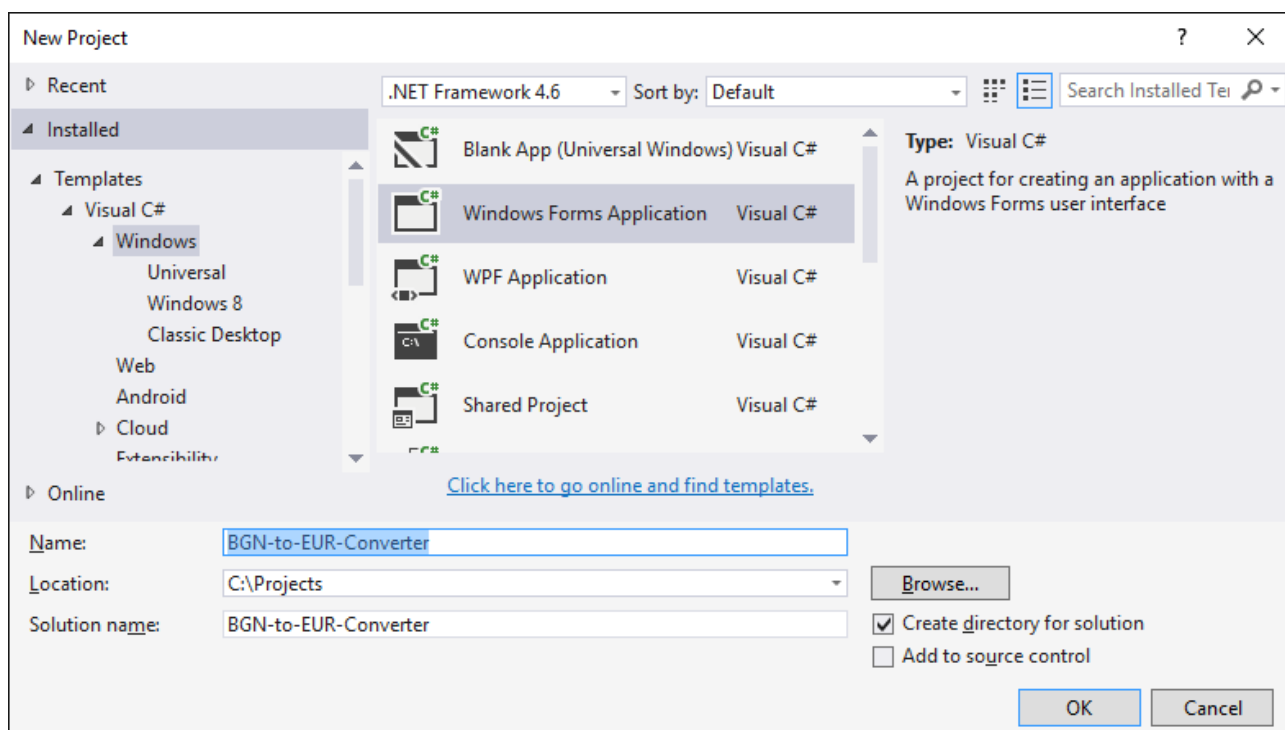 New Project
?
Recent
.NET Framework 4.6
Sort by: Default
Search Installed Te
Installed
Templates
Visual C#
Windows
Universal
Windows 8
Classic Desktop
Web
Android
Cloud
Extensibility
Online
C# Blank App (Universal Windows) Visual C#
C# Windows Forms Application Visual C#
C# WPF Application Visual C#
C# C:\ Console Application Visual C#
C# Shared Project Visual C#
C#
Type: Visual C#
A project for creating an application with a
Windows Forms user interface
Click here to go online and find templates.
Name: BGN-to-EUR-Converter
Location: C:\Projects
Browse...
Solution name: BGN-to-EUR-Converter
Create directory for solution
Add to source control
OK
Cancel